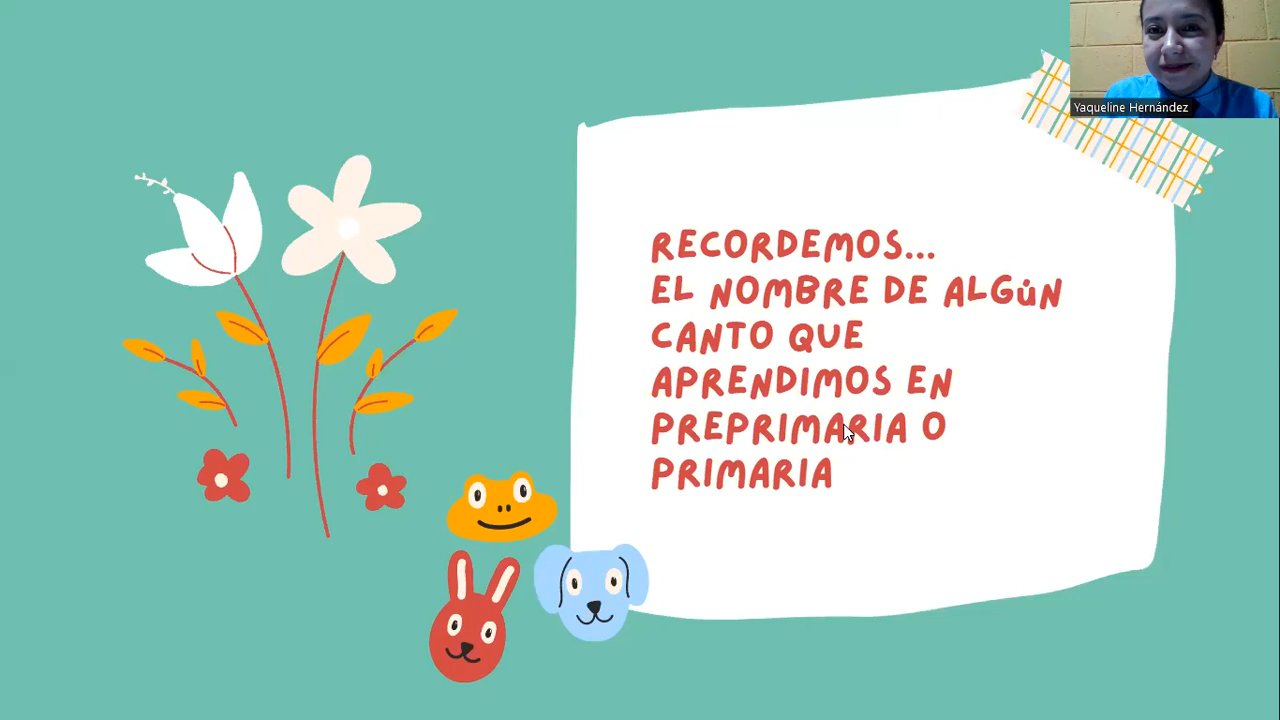 Yaqueline Hernández
RECORDEMOS...
EL NOMBRE DE ALGÚN
CANTO QUE
APRENDIMOS EN
PREPRIMARIA O
PRIMARIA